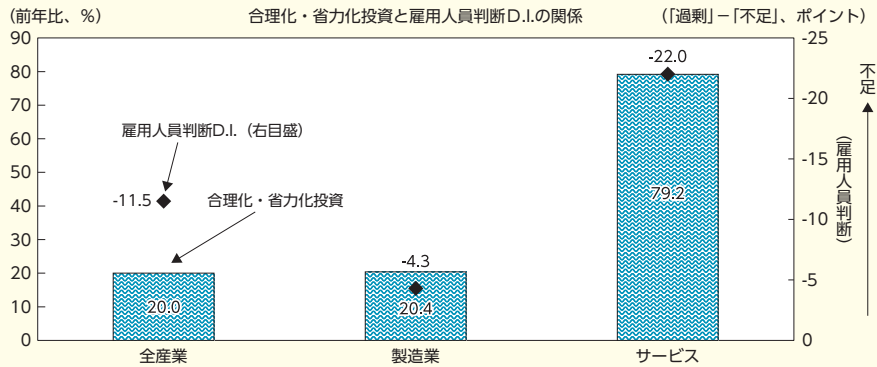 (前年比、%)
合理化・省力化投資と雇用人員判断D.I.の関係
(「過剰」−「不足」、ポイント)
90
80
70
60
50
40
30
20
10
0
-25
-20
-15
-10
-5
0
不足
(雇用人員判断)
雇用人員判断D.I.(右目盛)
合理化・省力化投資
-11.5
20.0
-4.3
20.4
-22.0
79.2
全産業
製造業
サービス